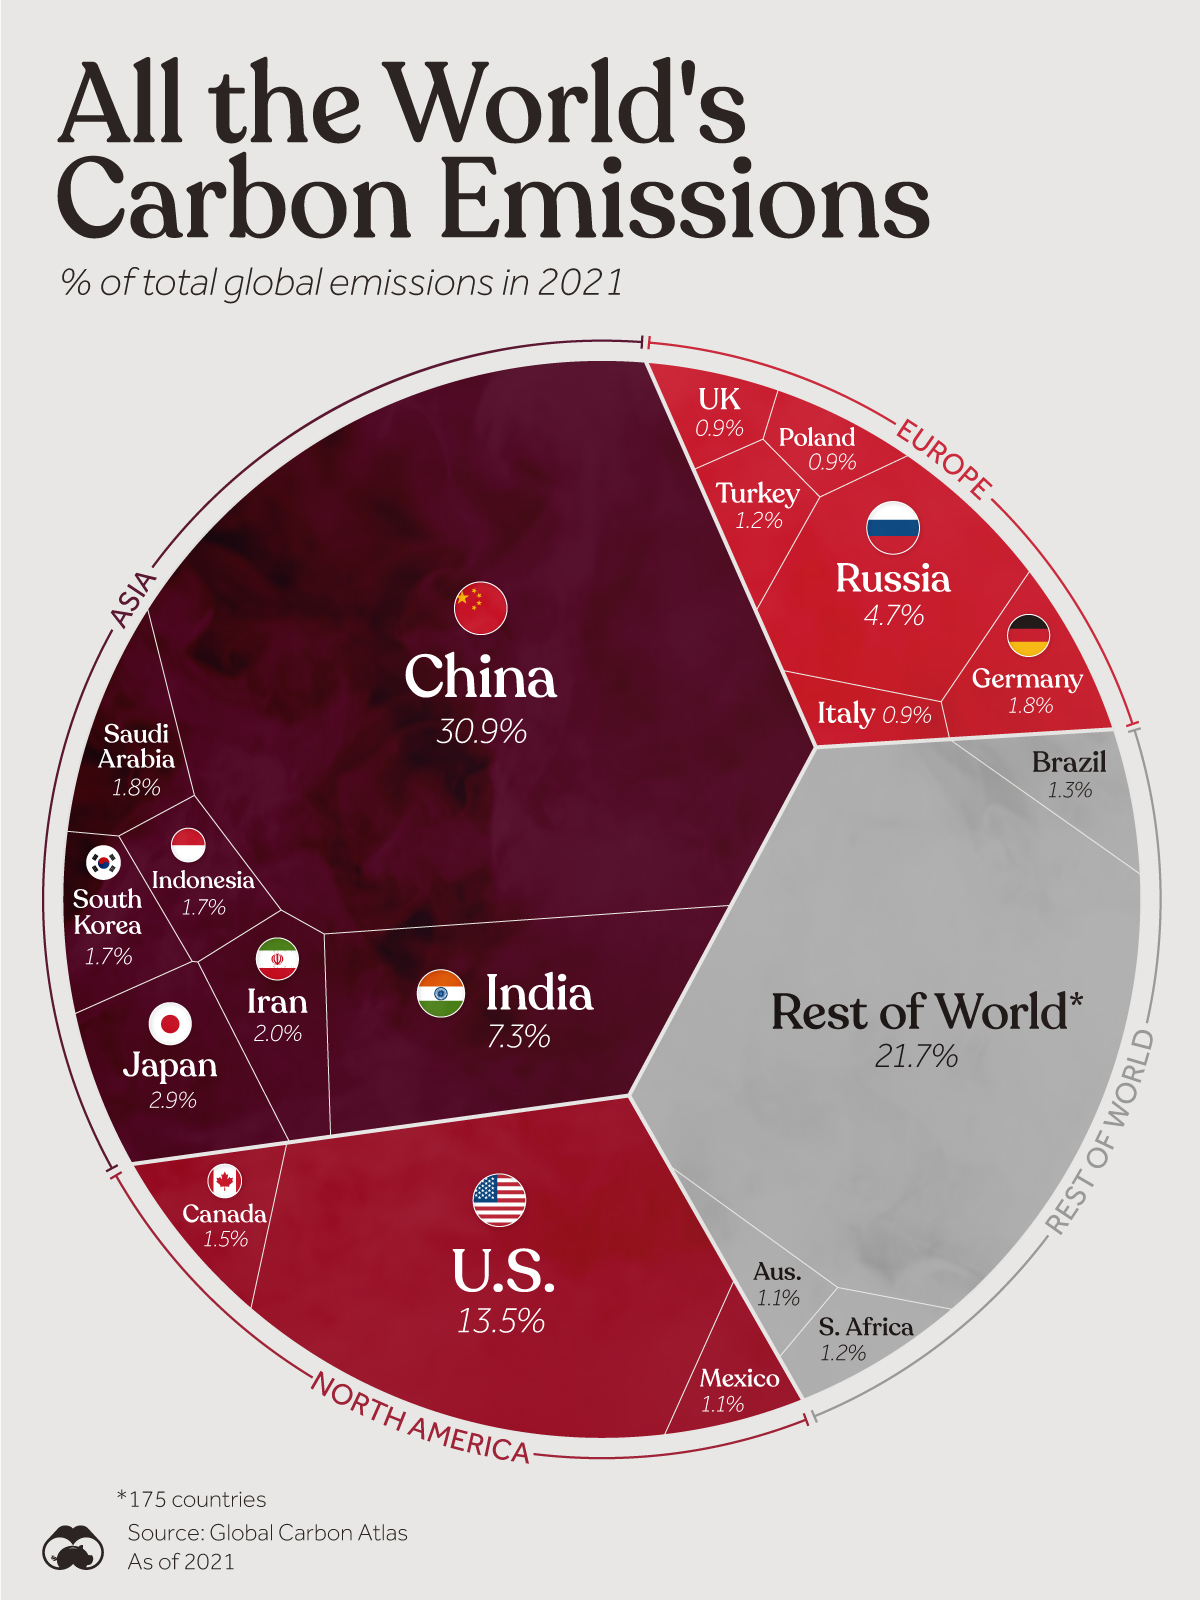 All the World's
Carbon Emissions
% of total global emissions in 2021
ASIA
China
30.9%
Saudi
Arabia
1.8%
Indonesia
1.7%
South
Korea
1.7%
Iran
2.0%
Japan
2.9%
India
7.3%
EUROPE
UK
0.9%
Poland
0.9%
Turkey
1.2%
Russia
4.7%
Germany
1.8%
Italy 0.9%
REST OF WORLD
Brazil
1.3%
Rest of World*
21.7%
Aus.
1.1%
S. Africa
1.2%
NORTH AMERICA
Canada
1.5%
U.S.
13.5%
Mexico
1.1%
*175 countries
Source: Global Carbon Atlas
As of 2021